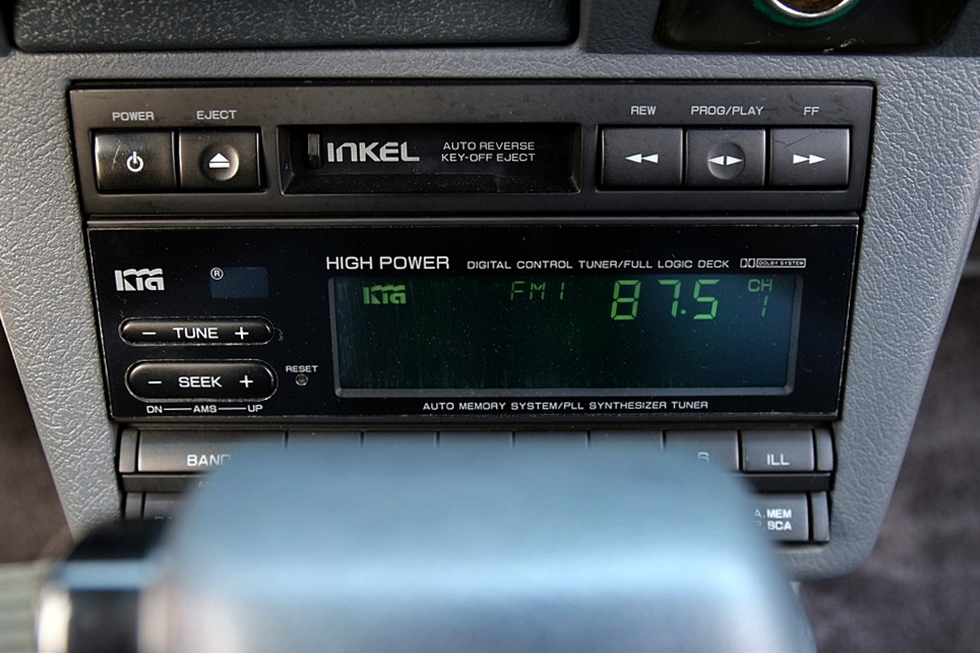 POWER EJECT REW PROG/PLAY FF
INKEL AUTO REVERSE
KEY-OFF EJECT
HIGH POWER DIGITAL CONTROL TUNER/FULL LOGIC DECK DOLBY SYSTEM
KIA ®
KIA FM1 87.5 CH
1
− TUNE +
RESET
− SEEK +
DN AMS UP
AUTO MEMORY SYSTEM/PLL SYNTHESIZER TUNER
BAND S ILL
A.MEM
P.SCA